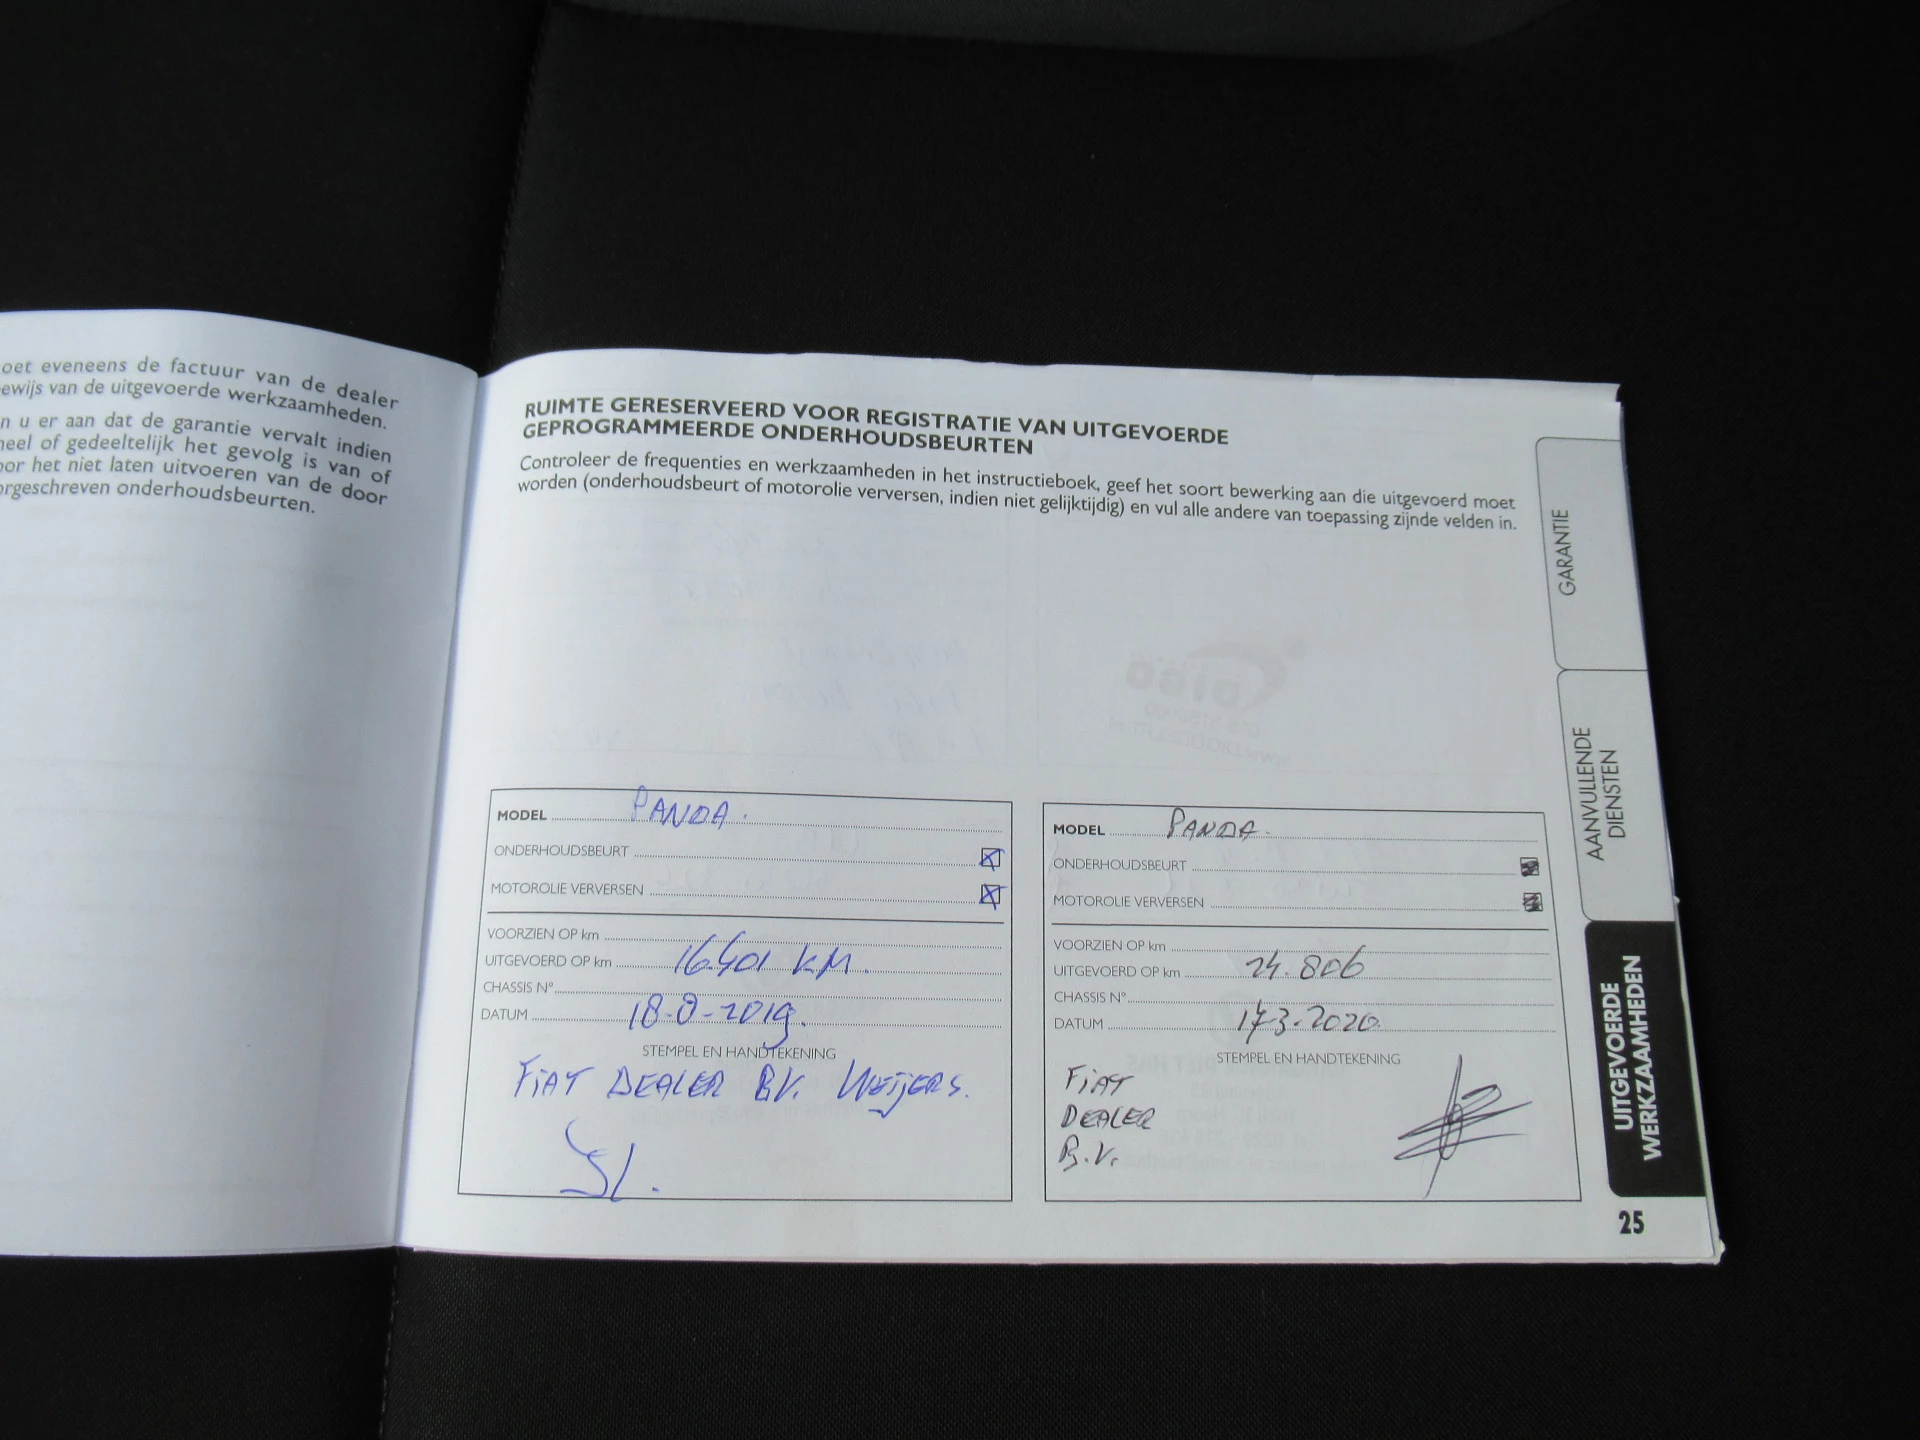 oet eveneens de factuur van de dealer
ewijs van de uitgevoerde werkzaamheden.
n u er aan dat de garantie vervalt indien
heel of gedeeltelijk het gevolg is van of
oor het niet laten uitvoeren van de door
orgeschreven onderhoudsbeurten.
RUIMTE GERESERVEERD VOOR REGISTRATIE VAN UITGEVOERDE
GEPROGRAMMEERDE ONDERHOUDSBEURTEN
Controleer de frequenties en werkzaamheden in het instructieboek, geef het soort bewerking aan die uitgevoerd moet
worden (onderhoudsbeurt of motorolie verversen, indien niet gelijktijdig) en vul alle andere van toepassing zijnde velden in.
MODEL PANDA.
ONDERHOUDSBEURT
MOTOROLIE VERVERSEN
VOORZIEN OP km
UITGEVOERD OP km 16.401 KM.
CHASSIS N°
DATUM 18-8-2019.
STEMPEL EN HANDTEKENING
FIAT DEALER B.V. WEIJERS.
MODEL PANDA.
ONDERHOUDSBEURT
MOTOROLIE VERVERSEN
VOORZIEN OP km
UITGEVOERD OP km 24.806
CHASSIS N°
DATUM 17-3-2020
STEMPEL EN HANDTEKENING
FIAT
DEALER
B.V.
GARANTIE
AANVULLENDE
DIENSTEN
UITGEVOERDE
WERKZAAMHEDEN
25